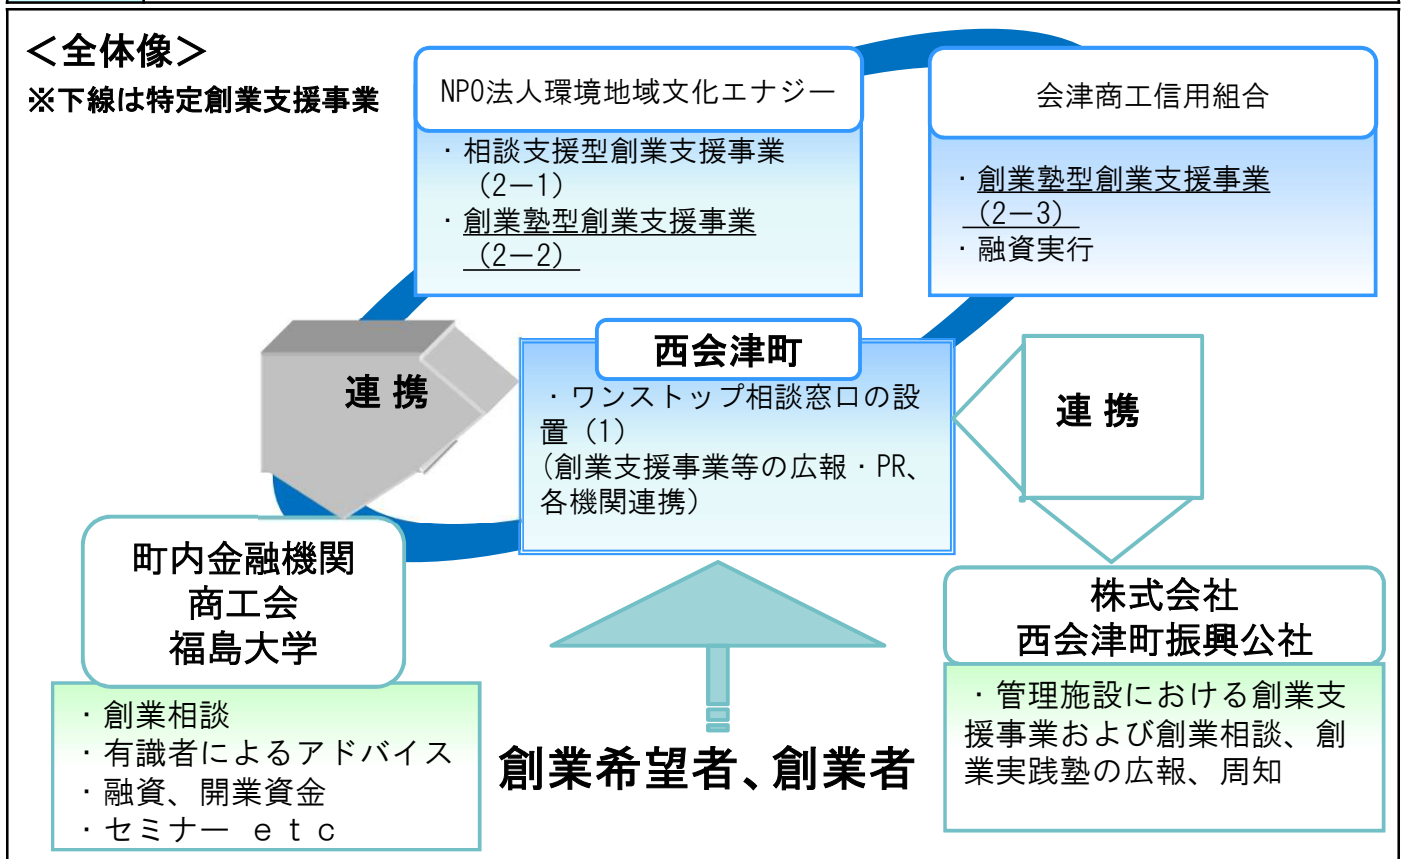 ＜全体像＞
※下線は特定創業支援事業
NPO法人環境地域文化エナジー
・相談支援型創業支援事業
（2－1）
・創業塾型創業支援事業
（2－2）
会津商工信用組合
・創業塾型創業支援事業
（2－3）
・融資実行
連 携
西会津町
・ワンストップ相談窓口の設
置（1）
（創業支援事業等の広報・PR、
各機関連携）
連 携
町内金融機関
商工会
福島大学
・創業相談
・有識者によるアドバイス
・融資、開業資金
・セミナー ｅｔｃ
創業希望者、創業者
株式会社
西会津町振興公社
・管理施設における創業支
援事業および創業相談、創
業実践塾の広報、周知